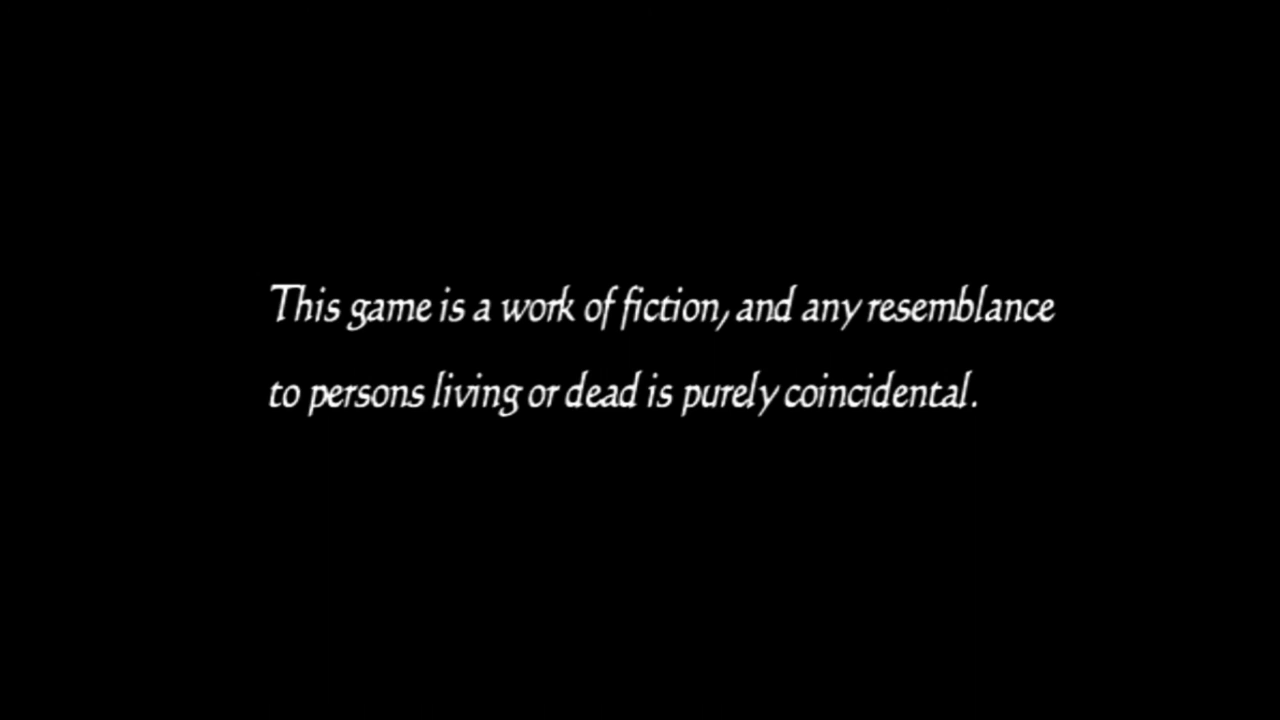 This game is a work of fiction, and any resemblance
to persons living or dead is purely coincidental.